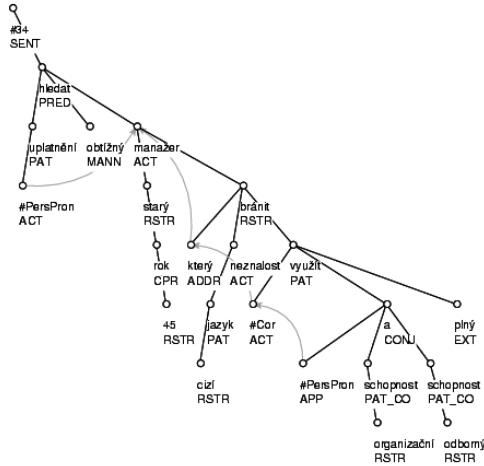 #34
SENT
hledat
PRED
uplatnění obtížný manažer
PAT MANN ACT
#PersPron starý bránit
ACT RSTR RSTR
rok který neznalost využít
CPR ADDR ACT PAT
45 jazyk #Cor a plný
RSTR PAT ACT CONJ EXT
cizí #PersPron schopnost schopnost
RSTR APP PAT_CO PAT_CO
organizační odborný
RSTR RSTR